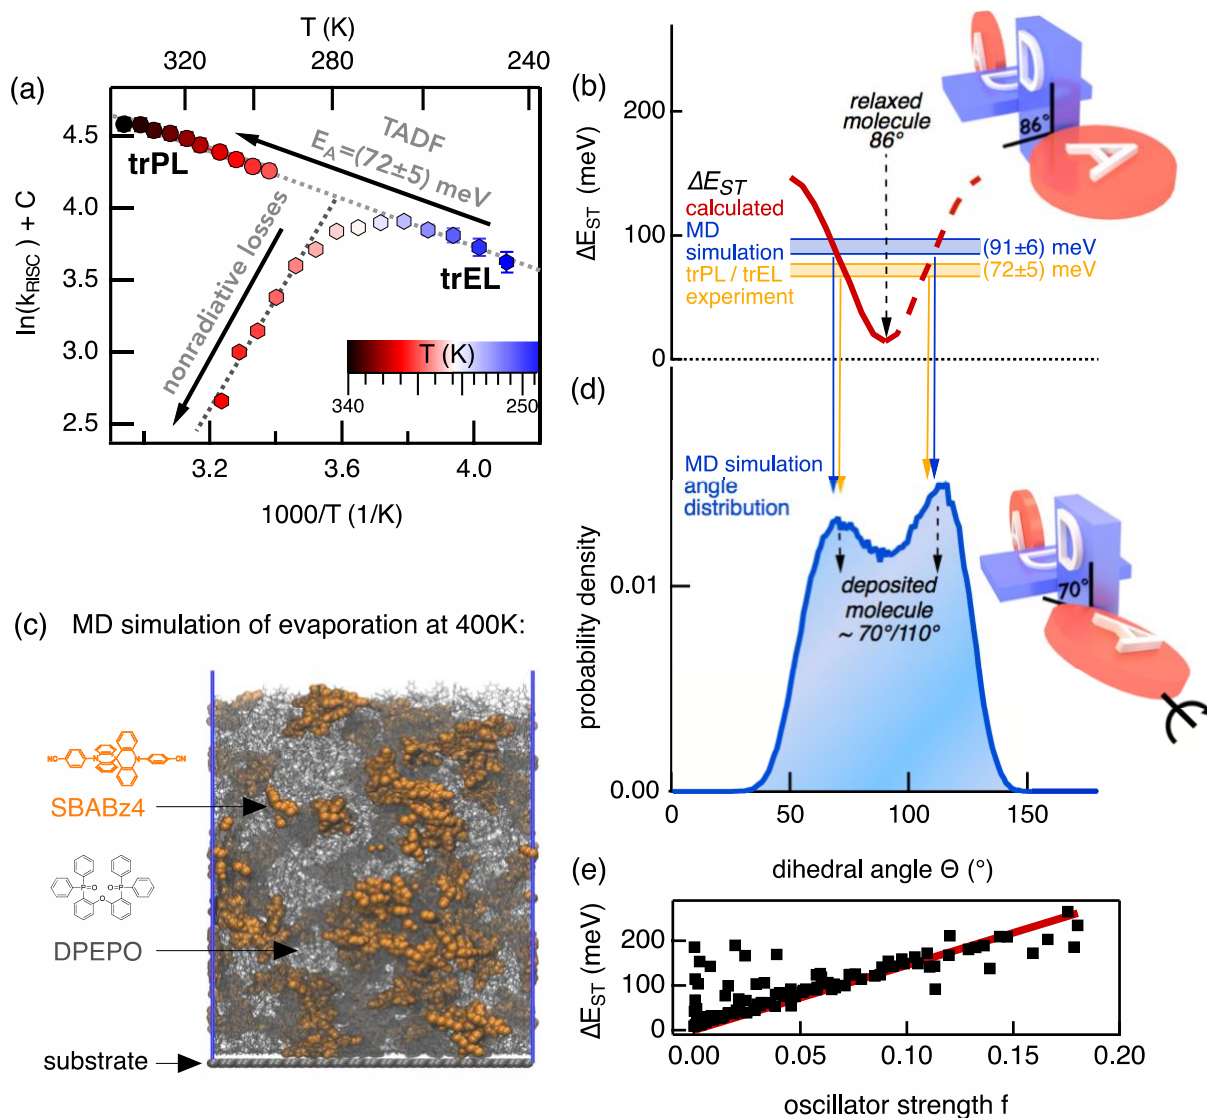 T (K)
320
280
240
(a)
4.5
4.0
3.5
3.0
2.5
ln(k_RISC) + C
trPL
TADF
E_A=(72±5) meV
nonradiative losses
trEL
T (K)
340
250
3.2
3.6
4.0
1000/T (1/K)
(b)
200
100
0
ΔE_ST (meV)
relaxed
molecule
86°
ΔE_ST
calculated
MD
simulation
(91±6) meV
trPL / trEL
experiment
(72±5) meV
A
D
D
86°
A
(c) MD simulation of evaporation at 400K:
NC
N
N
CN
SBABz4
P=O
O=P
O
DPEPO
substrate
(d)
MD simulation
angle
distribution
deposited
molecule
~ 70°/110°
A
D
D
70°
A
0.01
0.00
probability density
0
50
100
150
dihedral angle Θ (°)
(e)
ΔE_ST (meV)
200
100
0
0.00
0.05
0.10
0.15
0.20
oscillator strength f